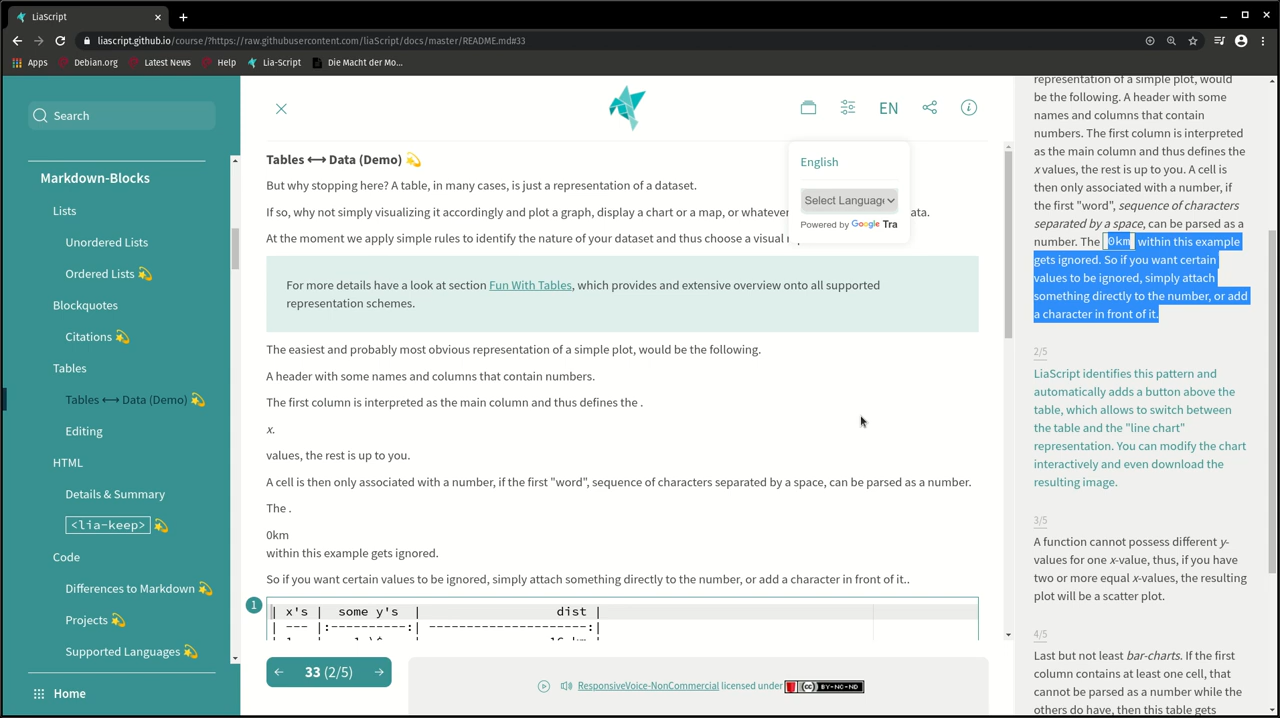 LiaScript
liascript.github.io/course/?https://raw.githubusercontent.com/liaScript/docs/master/README.md#33
Apps
Debian.org
Latest News
Help
Lia-Script
Die Macht der Mo...
Search
Markdown-Blocks
Lists
Unordered Lists
Ordered Lists 💫
Blockquotes
Citations 💫
Tables
Tables ⟷ Data (Demo) 💫
Editing
HTML
Details & Summary
<lia-keep> 💫
Code
Differences to Markdown 💫
Projects 💫
Supported Languages 💫
Home
EN
English
Select Language
Powered by Google Tra
Tables ⟷ Data (Demo) 💫
But why stopping here? A table, in many cases, is just a representation of a dataset.
If so, why not simply visualizing it accordingly and plot a graph, display a chart or a map, or whatever
ata.
At the moment we apply simple rules to identify the nature of your dataset and thus choose a visual
For more details have a look at section Fun With Tables, which provides and extensive overview onto all supported
representation schemes.
The easiest and probably most obvious representation of a simple plot, would be the following.
A header with some names and columns that contain numbers.
The first column is interpreted as the main column and thus defines the .
x.
values, the rest is up to you.
A cell is then only associated with a number, if the first "word", sequence of characters separated by a space, can be parsed as a number.
The .
0km
within this example gets ignored.
So if you want certain values to be ignored, simply attach something directly to the number, or add a character in front of it..
1
| x's | some y's | dist |
| --- |:----------:| ----------------------:|
33 (2/5)
ResponsiveVoice-NonCommercial licensed under
cc BY-NC-ND
representation of a simple plot, would
be the following. A header with some
names and columns that contain
numbers. The first column is interpreted
as the main column and thus defines the
x values, the rest is up to you. A cell is
then only associated with a number, if
the first "word", sequence of characters
separated by a space, can be parsed as a
number. The 0km within this example
gets ignored. So if you want certain
values to be ignored, simply attach
something directly to the number, or add
a character in front of it.
2/5
LiaScript identifies this pattern and
automatically adds a button above the
table, which allows to switch between
the table and the "line chart"
representation. You can modify the chart
interactively and even download the
resulting image.
3/5
A function cannot possess different y-
values for one x-value, thus, if you have
two or more equal x-values, the resulting
plot will be a scatter plot.
4/5
Last but not least bar-charts. If the first
column contains at least one cell, that
cannot be parsed as a number while the
others do have, then this table gets